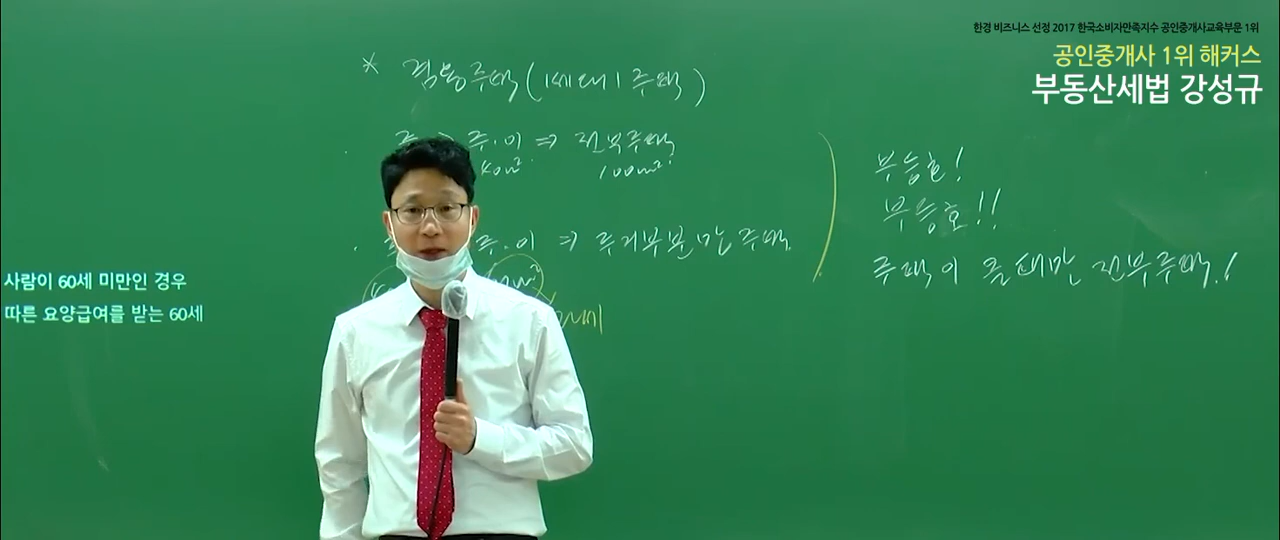 한경 비즈니스 선정 2017 한국소비자만족지수 공인중개사교육부문 1위
공인중개사 1위 해커스
부동산세법 강성규
* 겸용주택 (1세대 1주택)
주 > 주·이 ⇒ 전부주택
40㎡ 100㎡
주·이 ⇒ 주거부분만 주택
㎡
부등호!
부등호!!
주택이 클때만 전부주택!
사람이 60세 미만인 경우
따른 요양급여를 받는 60세